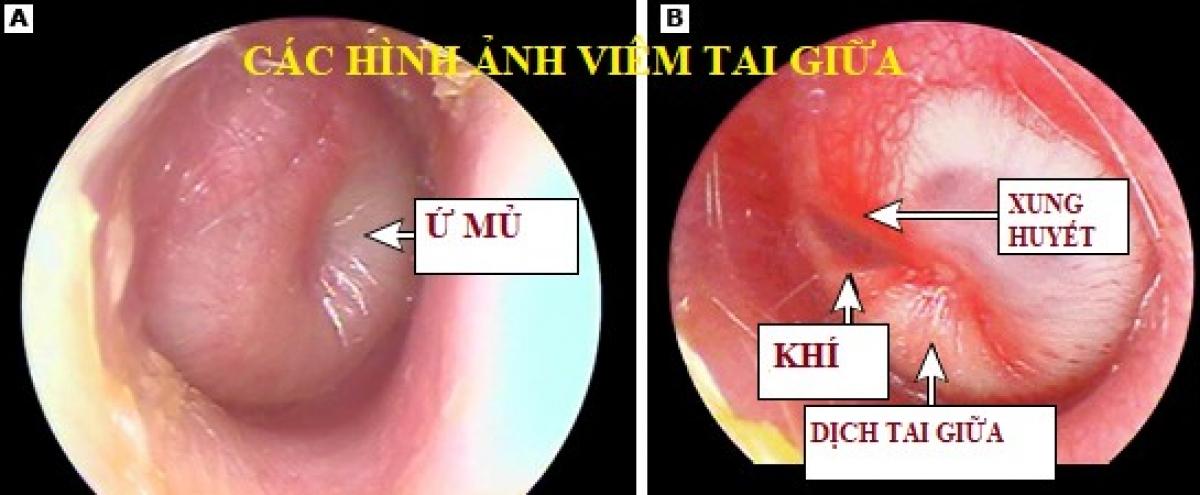 A
B
CÁC HÌNH ẢNH VIÊM TAI GIỮA
Ứ MỦ
XUNG
HUYẾT
KHÍ
DỊCH TAI GIỮA